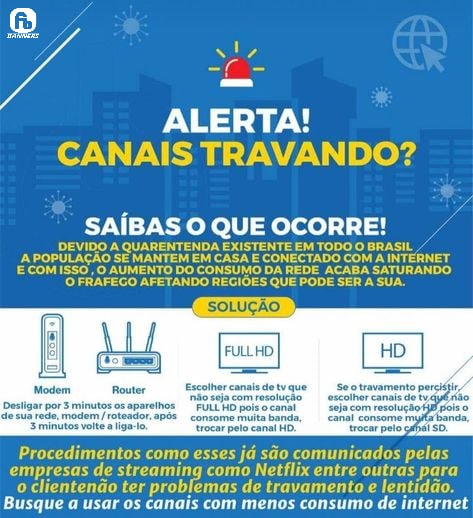 fb
BANNERS
ALERTA!
CANAIS TRAVANDO?
SAÍBAS O QUE OCORRE!
DEVIDO A QUARENTENDA EXISTENTE EM TODO O BRASIL
A POPULAÇÃO SE MANTEM EM CASA E CONECTADO COM A INTERNET
E COM ISSO , O AUMENTO DO CONSUMO DA REDE ACABA SATURANDO
O FRAFEGO AFETANDO REGIÕES QUE PODE SER A SUA.
SOLUÇÃO
FULL HD
HD
Modem
Router
Desligar por 3 minutos os aparelhos
de sua rede, modem / roteador, após
3 minutos volte a liga-lo.
Escolher canais de tv que
não seja com resolução
FULL HD pois o canal
consome muita banda,
trocar pelo canal HD.
Se o travamento percistir,
escolher canais de tv que não
seja com resolução HD pois o
canal consome muita banda,
trocar pelo canal SD.
Procedimentos como esses já são comunicados pelas
empresas de streaming como Netflix entre outras para
o clientenão ter problemas de travamento e lentidão.
Busque a usar os canais com menos consumo de internet